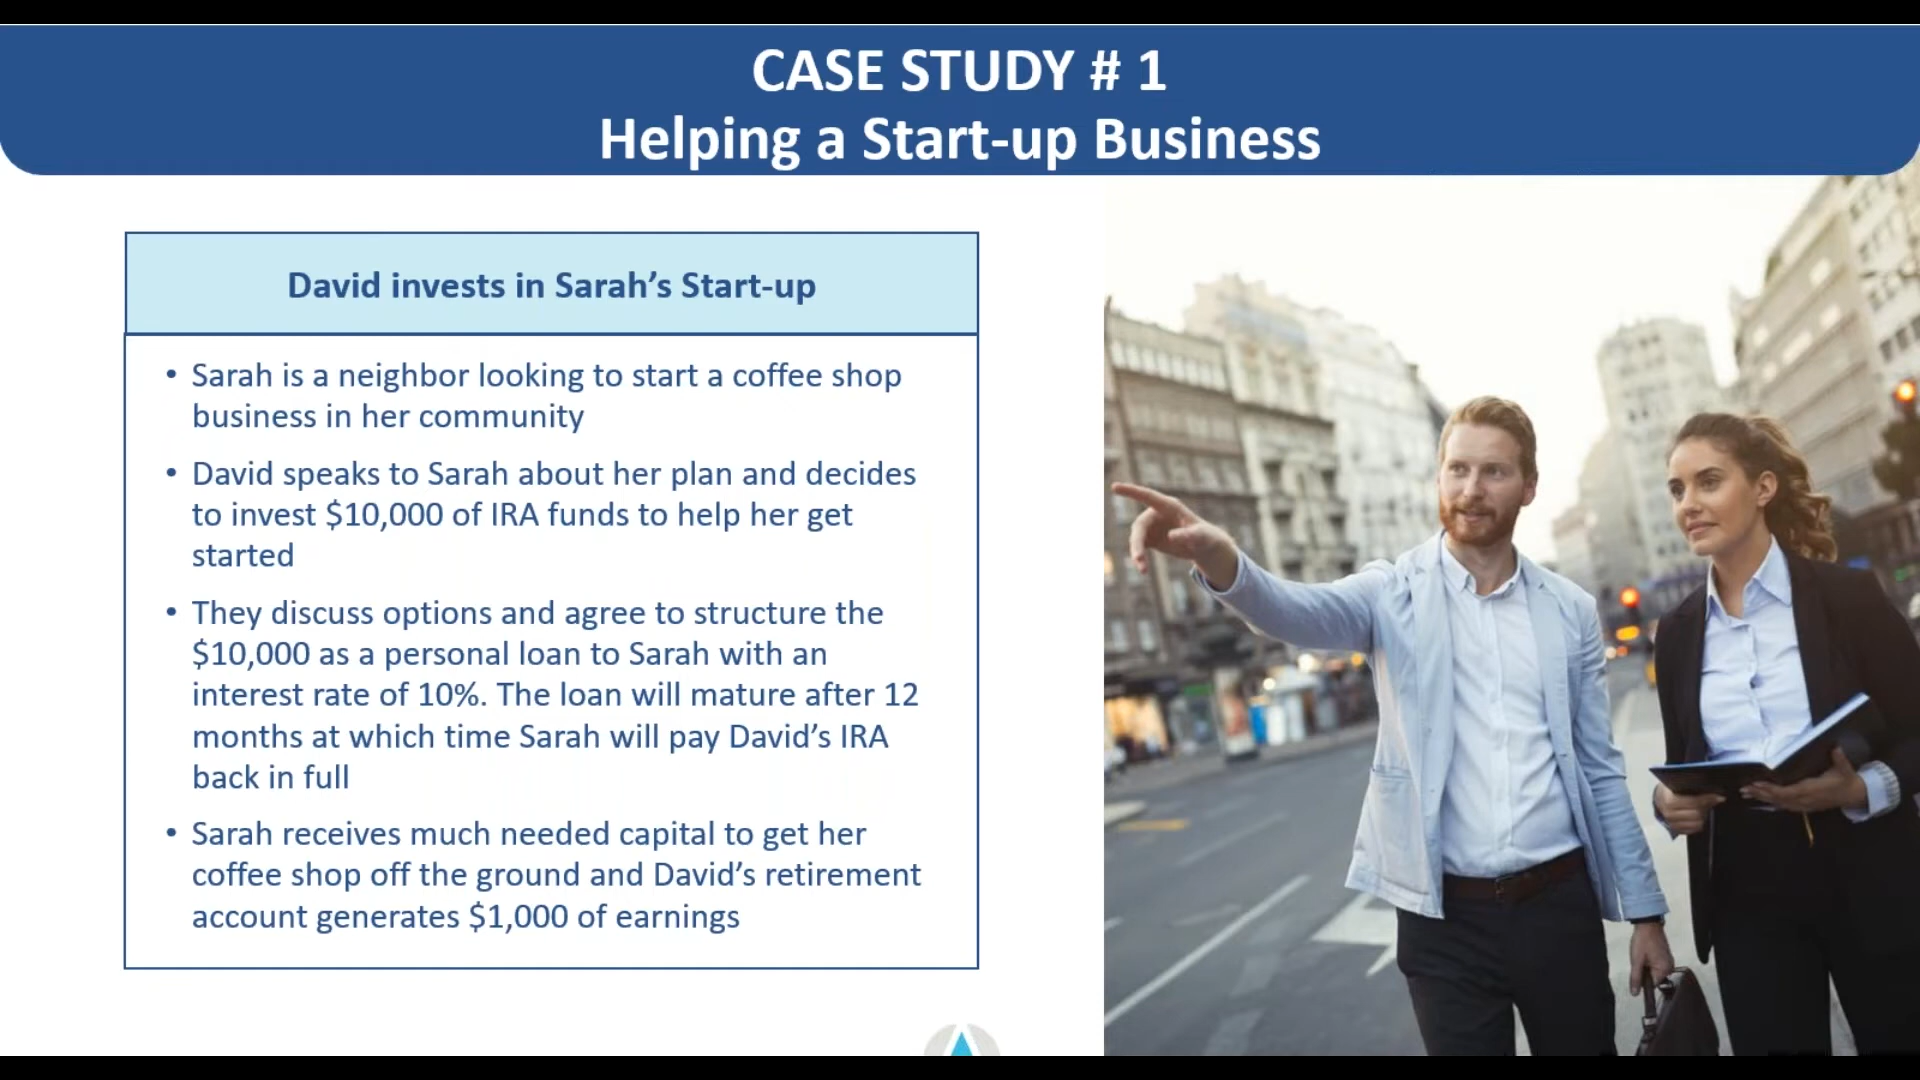 CASE STUDY # 1
Helping a Start-up Business
David invests in Sarah’s Start-up
• Sarah is a neighbor looking to start a coffee shop
business in her community
• David speaks to Sarah about her plan and decides
to invest $10,000 of IRA funds to help her get
started
• They discuss options and agree to structure the
$10,000 as a personal loan to Sarah with an
interest rate of 10%. The loan will mature after 12
months at which time Sarah will pay David’s IRA
back in full
• Sarah receives much needed capital to get her
coffee shop off the ground and David’s retirement
account generates $1,000 of earnings